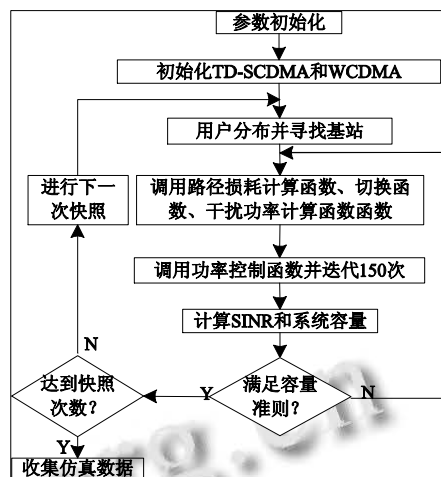 参数初始化
初始化TD-SCDMA和WCDMA
用户分布并寻找基站
进行下一
次快照
调用路径损耗计算函数、切换函
数、干扰功率计算函数函数
调用功率控制函数并迭代150次
计算SINR和系统容量
N
达到快照
次数?
Y
满足容量
准则?
N
Y
收集仿真数据